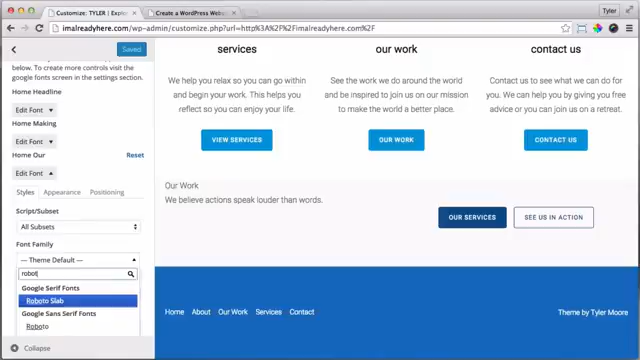 Customize: TYLER | Explo
Create a WordPress Websit
Tyler
imalreadyhere.com/wp-admin/customize.php?url=http%3A%2F%2Fimalreadyhere.com%2F
Saved
below. To create more controls visit the
google fonts screen in the settings section.
Home Headline
Edit Font
Home Making
Edit Font
Home Our
Reset
Edit Font
Styles
Appearance
Positioning
Script/Subset
All Subsets
Font Family
— Theme Default —
robot
Google Serif Fonts
Roboto Slab
Google Sans Serif Fonts
Roboto
Collapse
services
We help you relax so you can go within
and begin your work. This helps you
reflect so you can enjoy your life.
VIEW SERVICES
our work
See the work we do around the world
and be inspired to join us on our mission
to make the world a better place.
OUR WORK
contact us
Contact us to see what we can do for
you. We can help you by giving you free
advice or you can join us on a retreat.
CONTACT US
Our Work
We believe actions speak louder than words.
OUR SERVICES
SEE US IN ACTION
Home About Our Work Services Contact
Theme by Tyler Moore